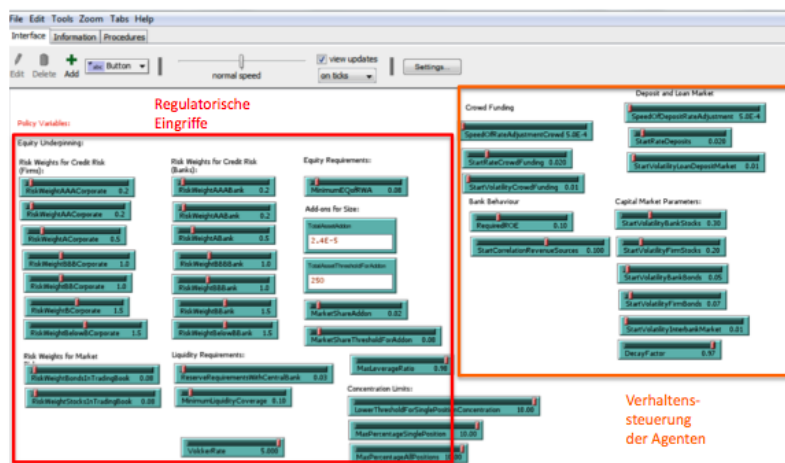 File Edit Tools Zoom Tabs Help
Interface Information Procedures
Edit Delete Add Button normal speed view updates on ticks Settings...
Regulatorische
Eingriffe
Policy Variables:
Equity Underpinning:
Risk Weights for Credit Risk
(Firms):
RiskWeightAAACorporate 0.2
RiskWeightAACorporate 0.2
RiskWeightACorporate 0.5
RiskWeightBBBCorporate 1.0
RiskWeightBBCorporate 1.0
RiskWeightBCorporate 1.5
RiskWeightBelowBCorporate 1.5
Risk Weights for Market
RiskWeightBondsInTradingBook 0.08
RiskWeightStocksInTradingBook 0.08
Risk Weights for Credit Risk
(Banks):
RiskWeightAAABank 0.2
RiskWeightAABank 0.2
RiskWeightABank 0.5
RiskWeightBBBBank 1.0
RiskWeightBBBank 1.0
RiskWeightBBank 1.5
RiskWeightBelowBBank 1.5
Liquidity Requirements:
ReserveRequirementsWithCentralBank 0.03
MinimumLiquidityCoverage 0.10
VolckerRate 5.000
Equity Requirements:
MinimumEQofRWA 0.08
Add-ons for Size:
TotalAssetAddon
2.4E-5
TotalAssetThresholdForAddon
250
MarketShareAddon 0.02
MarketShareThresholdForAddon 0.08
MaxLeverageRatio 0.98
Concentration Limits:
LowerThresholdForSinglePositionConcentration 10.00
MaxPercentageSinglePosition 10.00
MaxPercentageAllPositions 10.00
Crowd Funding
SpeedOfRateAdjustmentCrowd 5.0E-4
StartRateCrowdFunding 0.020
StartVolatilityCrowdFunding 0.01
Bank Behaviour
RequiredROE 0.10
StartCorrelationRevenueSources 0.100
Deposit and Loan Market
SpeedOfDepositRateAdjustment 5.0E-4
StartRateDeposits 0.020
StartVolatilityLoanDepositMarket 0.01
Capital Market Parameters:
StartVolatilityBankStocks 0.30
StartVolatilityFirmStocks 0.20
StartVolatilityBankBonds 0.05
StartVolatilityFirmBonds 0.07
StartVolatilityInterbankMarket 0.01
DecayFactor 0.97
Verhaltens-
steuerung
der Agenten